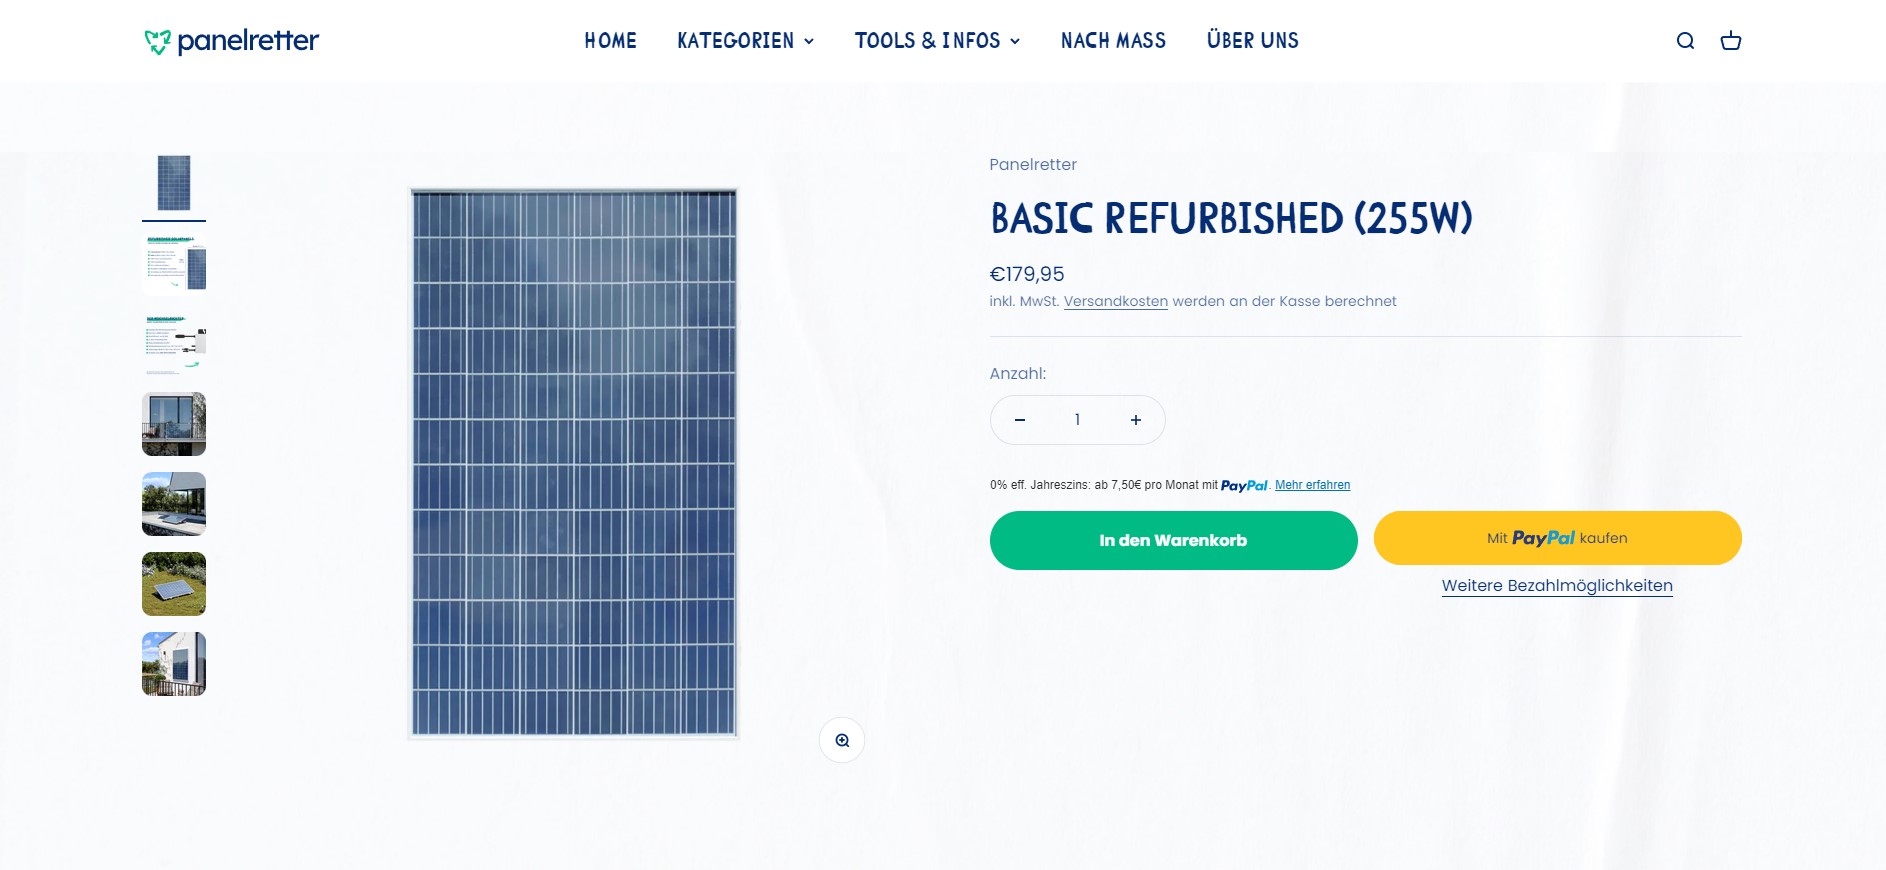 panelretter
HOME
KATEGORIEN
TOOLS & INFOS
NACH MASS
ÜBER UNS
Panelretter
BASIC REFURBISHED (255W)
€179,95
inkl. MwSt. Versandkosten werden an der Kasse berechnet
Anzahl:
1
0% eff. Jahreszins: ab 7,50€ pro Monat mit PayPal. Mehr erfahren
In den Warenkorb
Mit PayPal kaufen
Weitere Bezahlmöglichkeiten